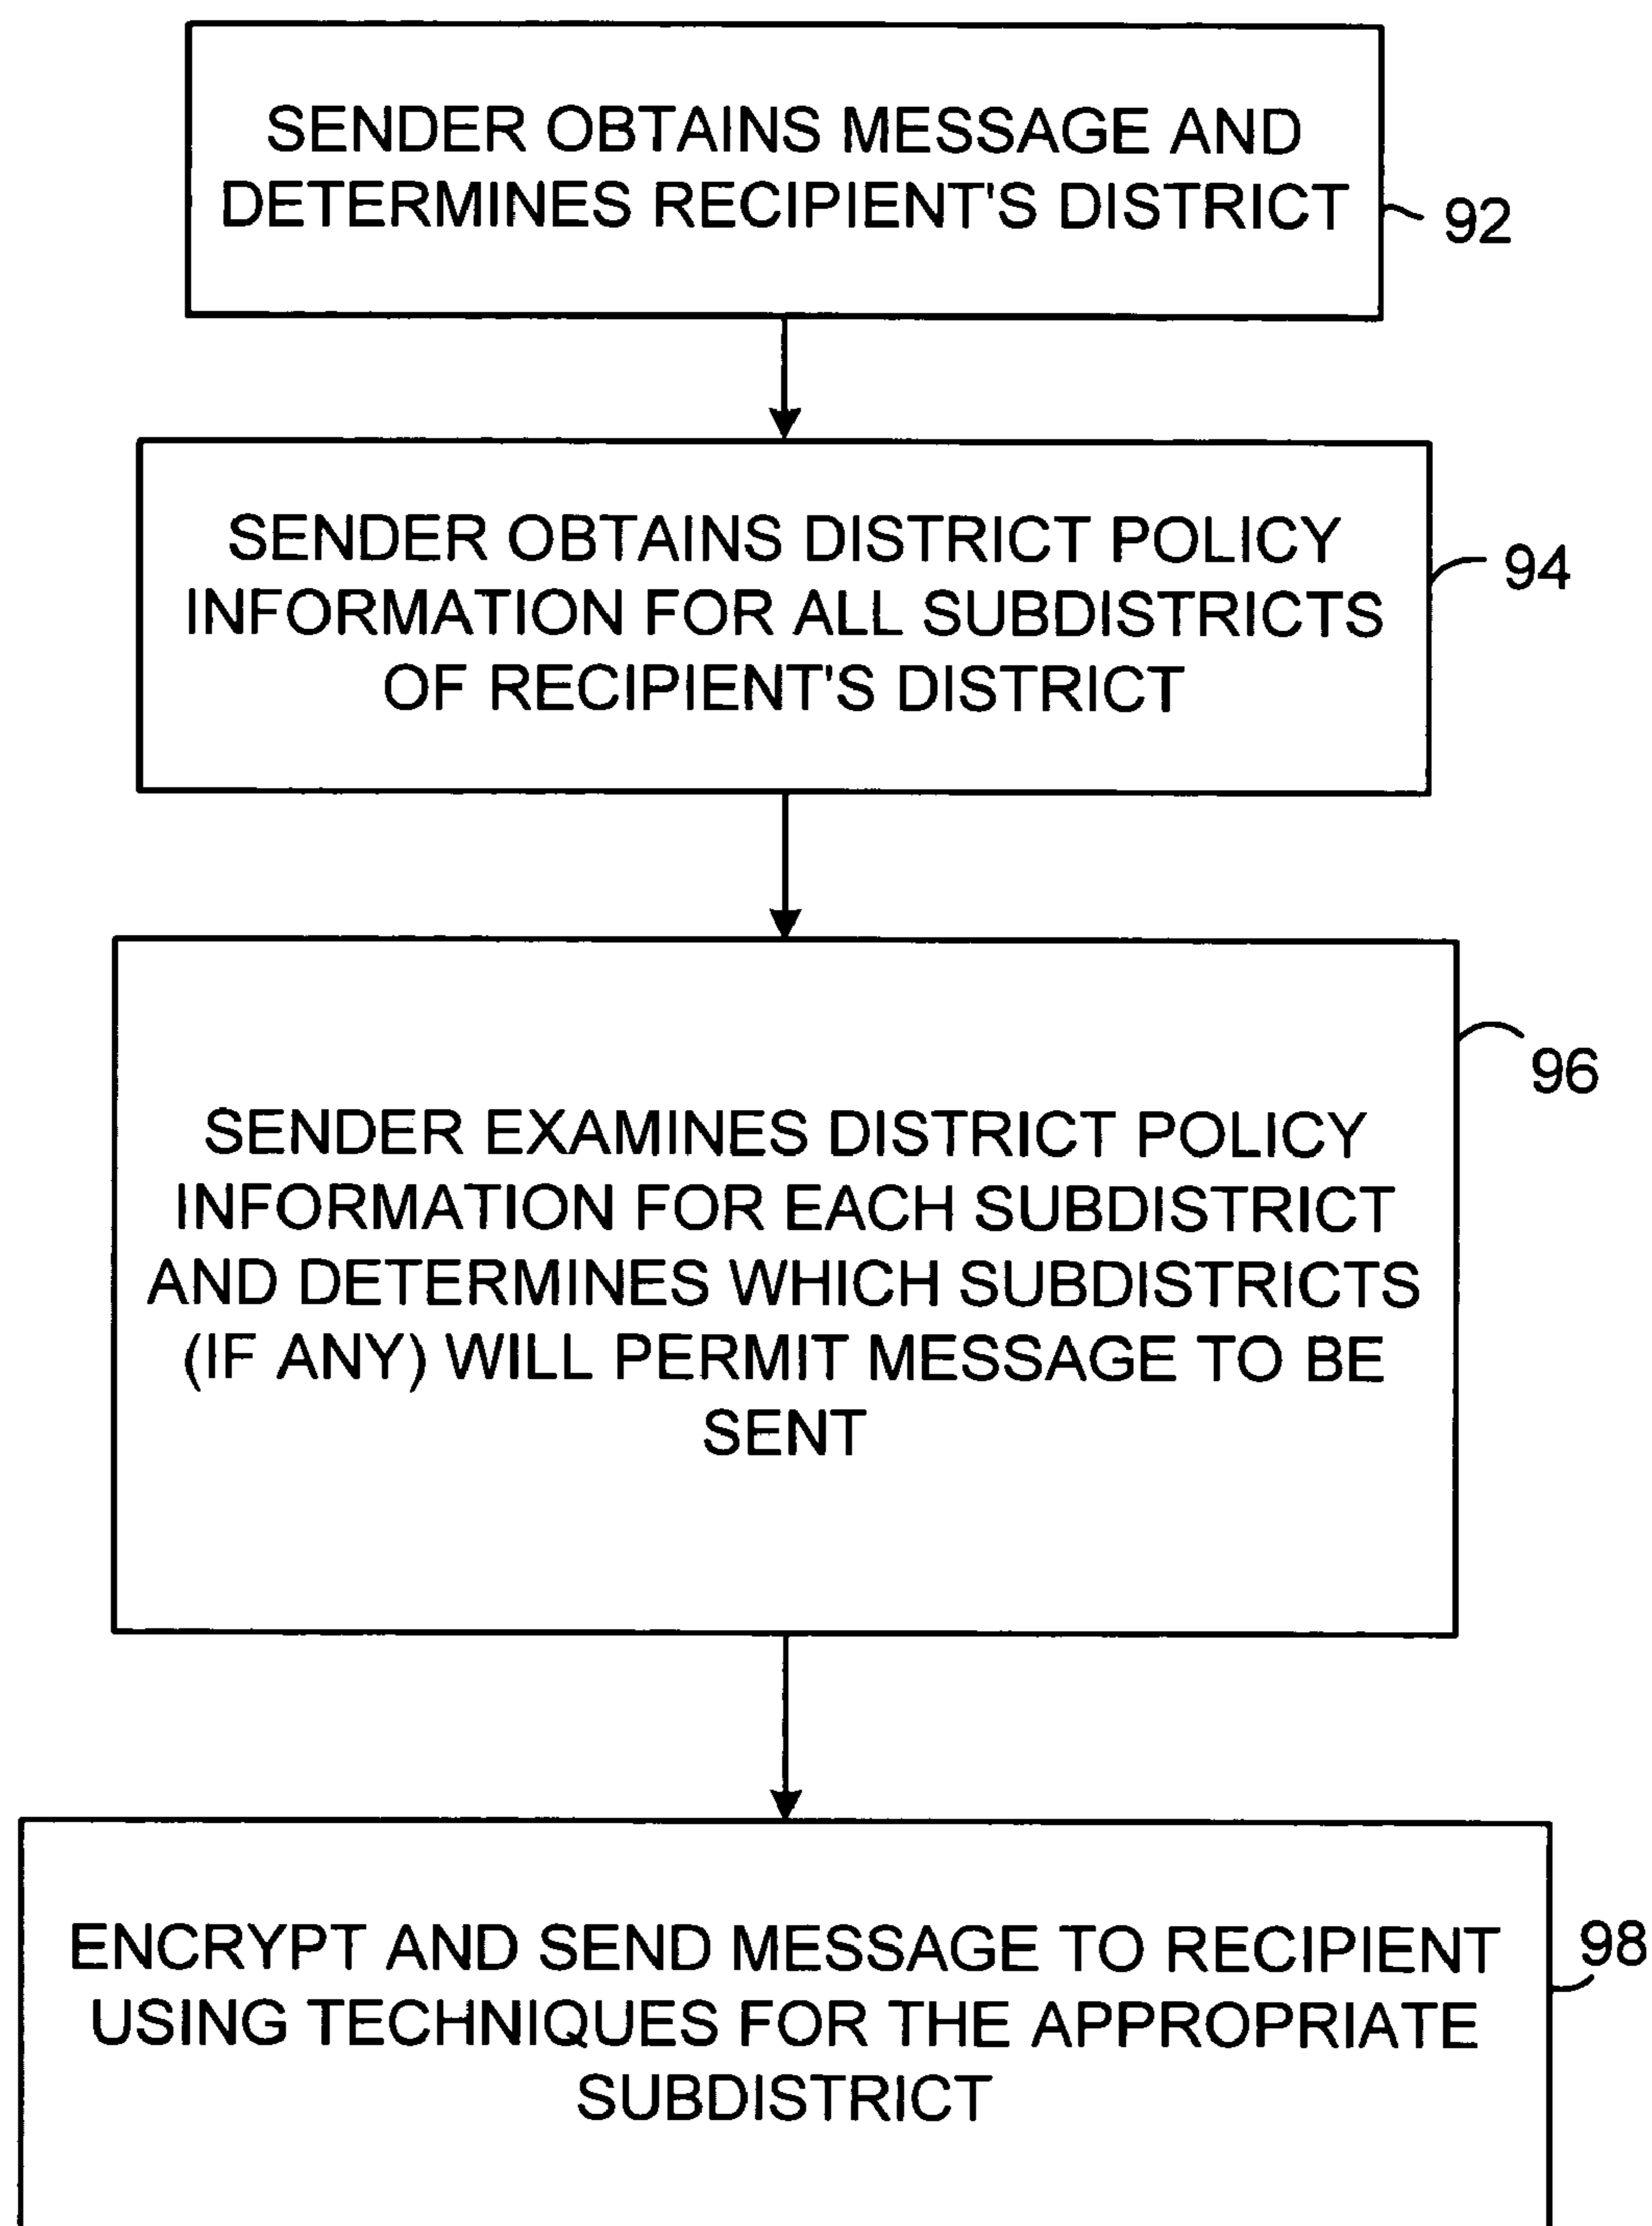 SENDER OBTAINS MESSAGE AND
DETERMINES RECIPIENT'S DISTRICT
92
SENDER OBTAINS DISTRICT POLICY
INFORMATION FOR ALL SUBDISTRICTS
OF RECIPIENT'S DISTRICT
94
SENDER EXAMINES DISTRICT POLICY
INFORMATION FOR EACH SUBDISTRICT
AND DETERMINES WHICH SUBDISTRICTS
(IF ANY) WILL PERMIT MESSAGE TO BE
SENT
96
ENCRYPT AND SEND MESSAGE TO RECIPIENT
USING TECHNIQUES FOR THE APPROPRIATE
SUBDISTRICT
98